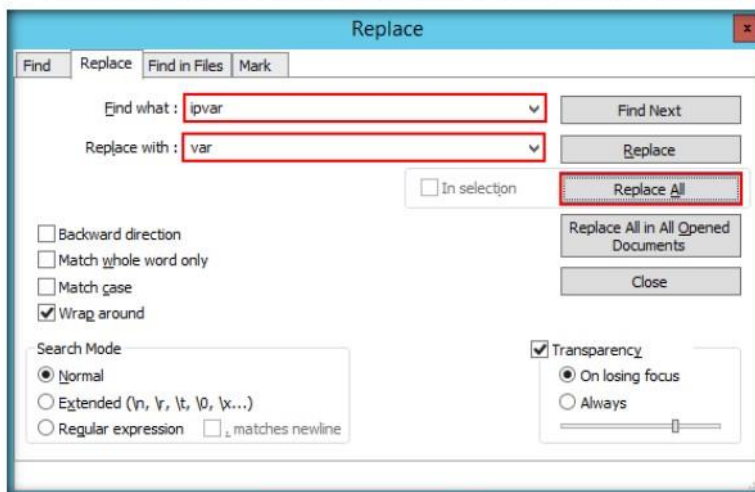 Replace
x
Find Replace Find in Files Mark
Find what : ipvar Find Next
Replace with : var Replace
In selection Replace All
Backward direction Replace All in All Opened
Documents
Match whole word only
Match case Close
Wrap around
Search Mode Transparency
Normal On losing focus
Extended (\n, \r, \t, \0, \x...) Always
Regular expression . matches newline